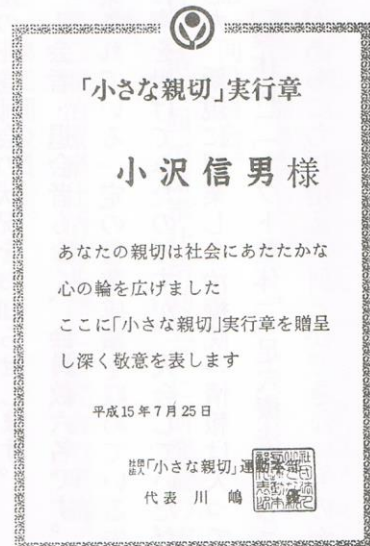 「小さな親切」実行章
小沢信男様
あなたの親切は社会にあたたかな
心の輪を広げました
ここに「小さな親切」実行章を贈呈
し深く敬意を表します
平成15年7月25日
社団法人「小さな親切」運動本部
代表 川嶋